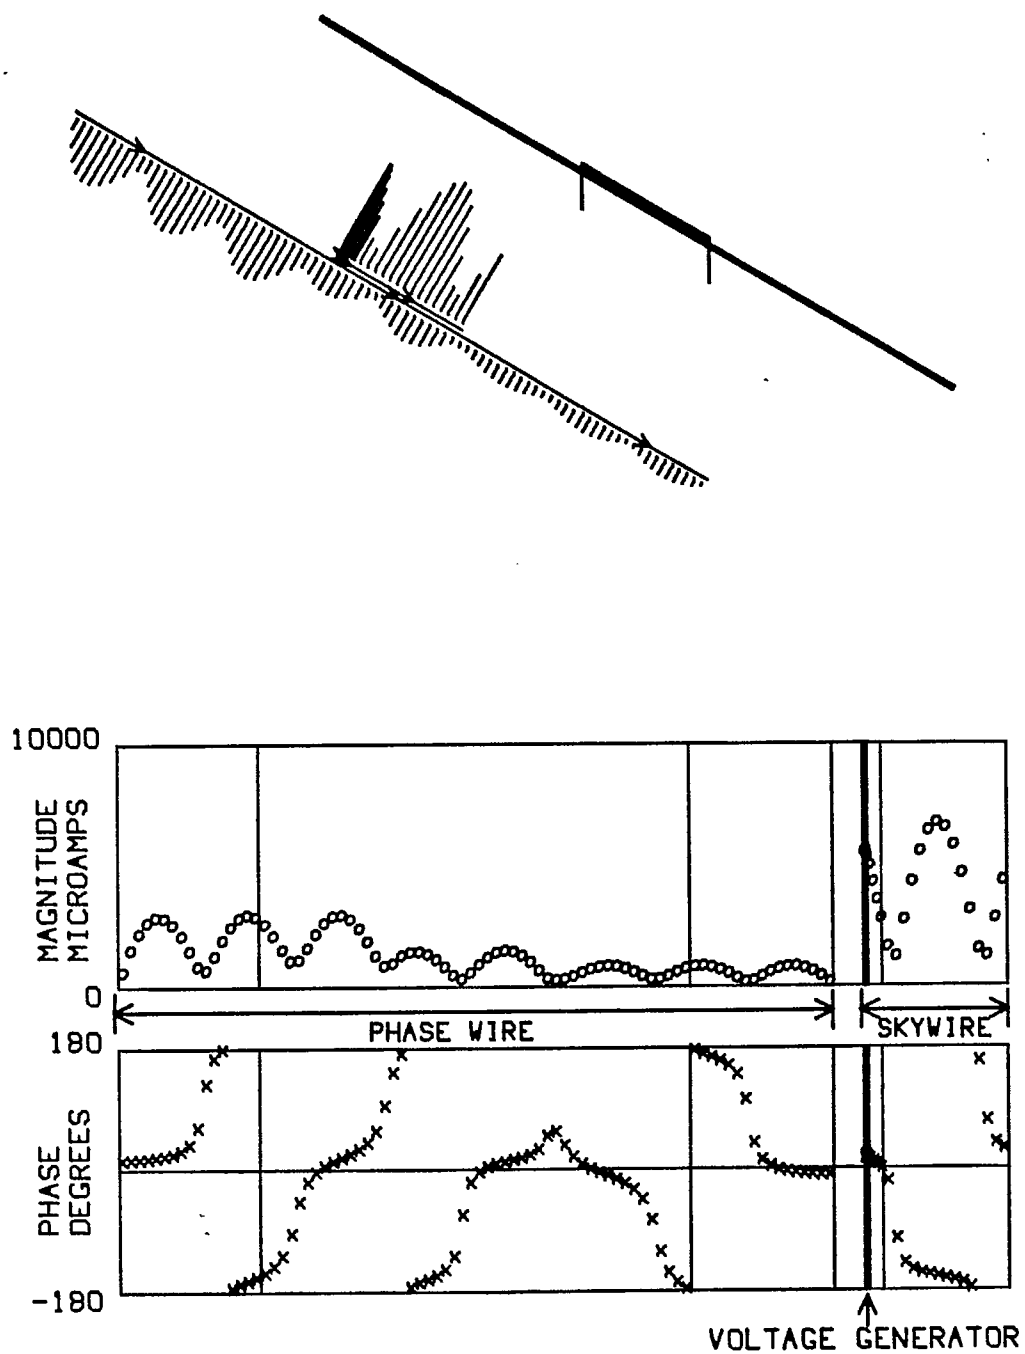 10000
MAGNITUDE
MICROAMPS
0
PHASE WIRE
SKYWIRE
180
PHASE
DEGREES
-180
VOLTAGE GENERATOR